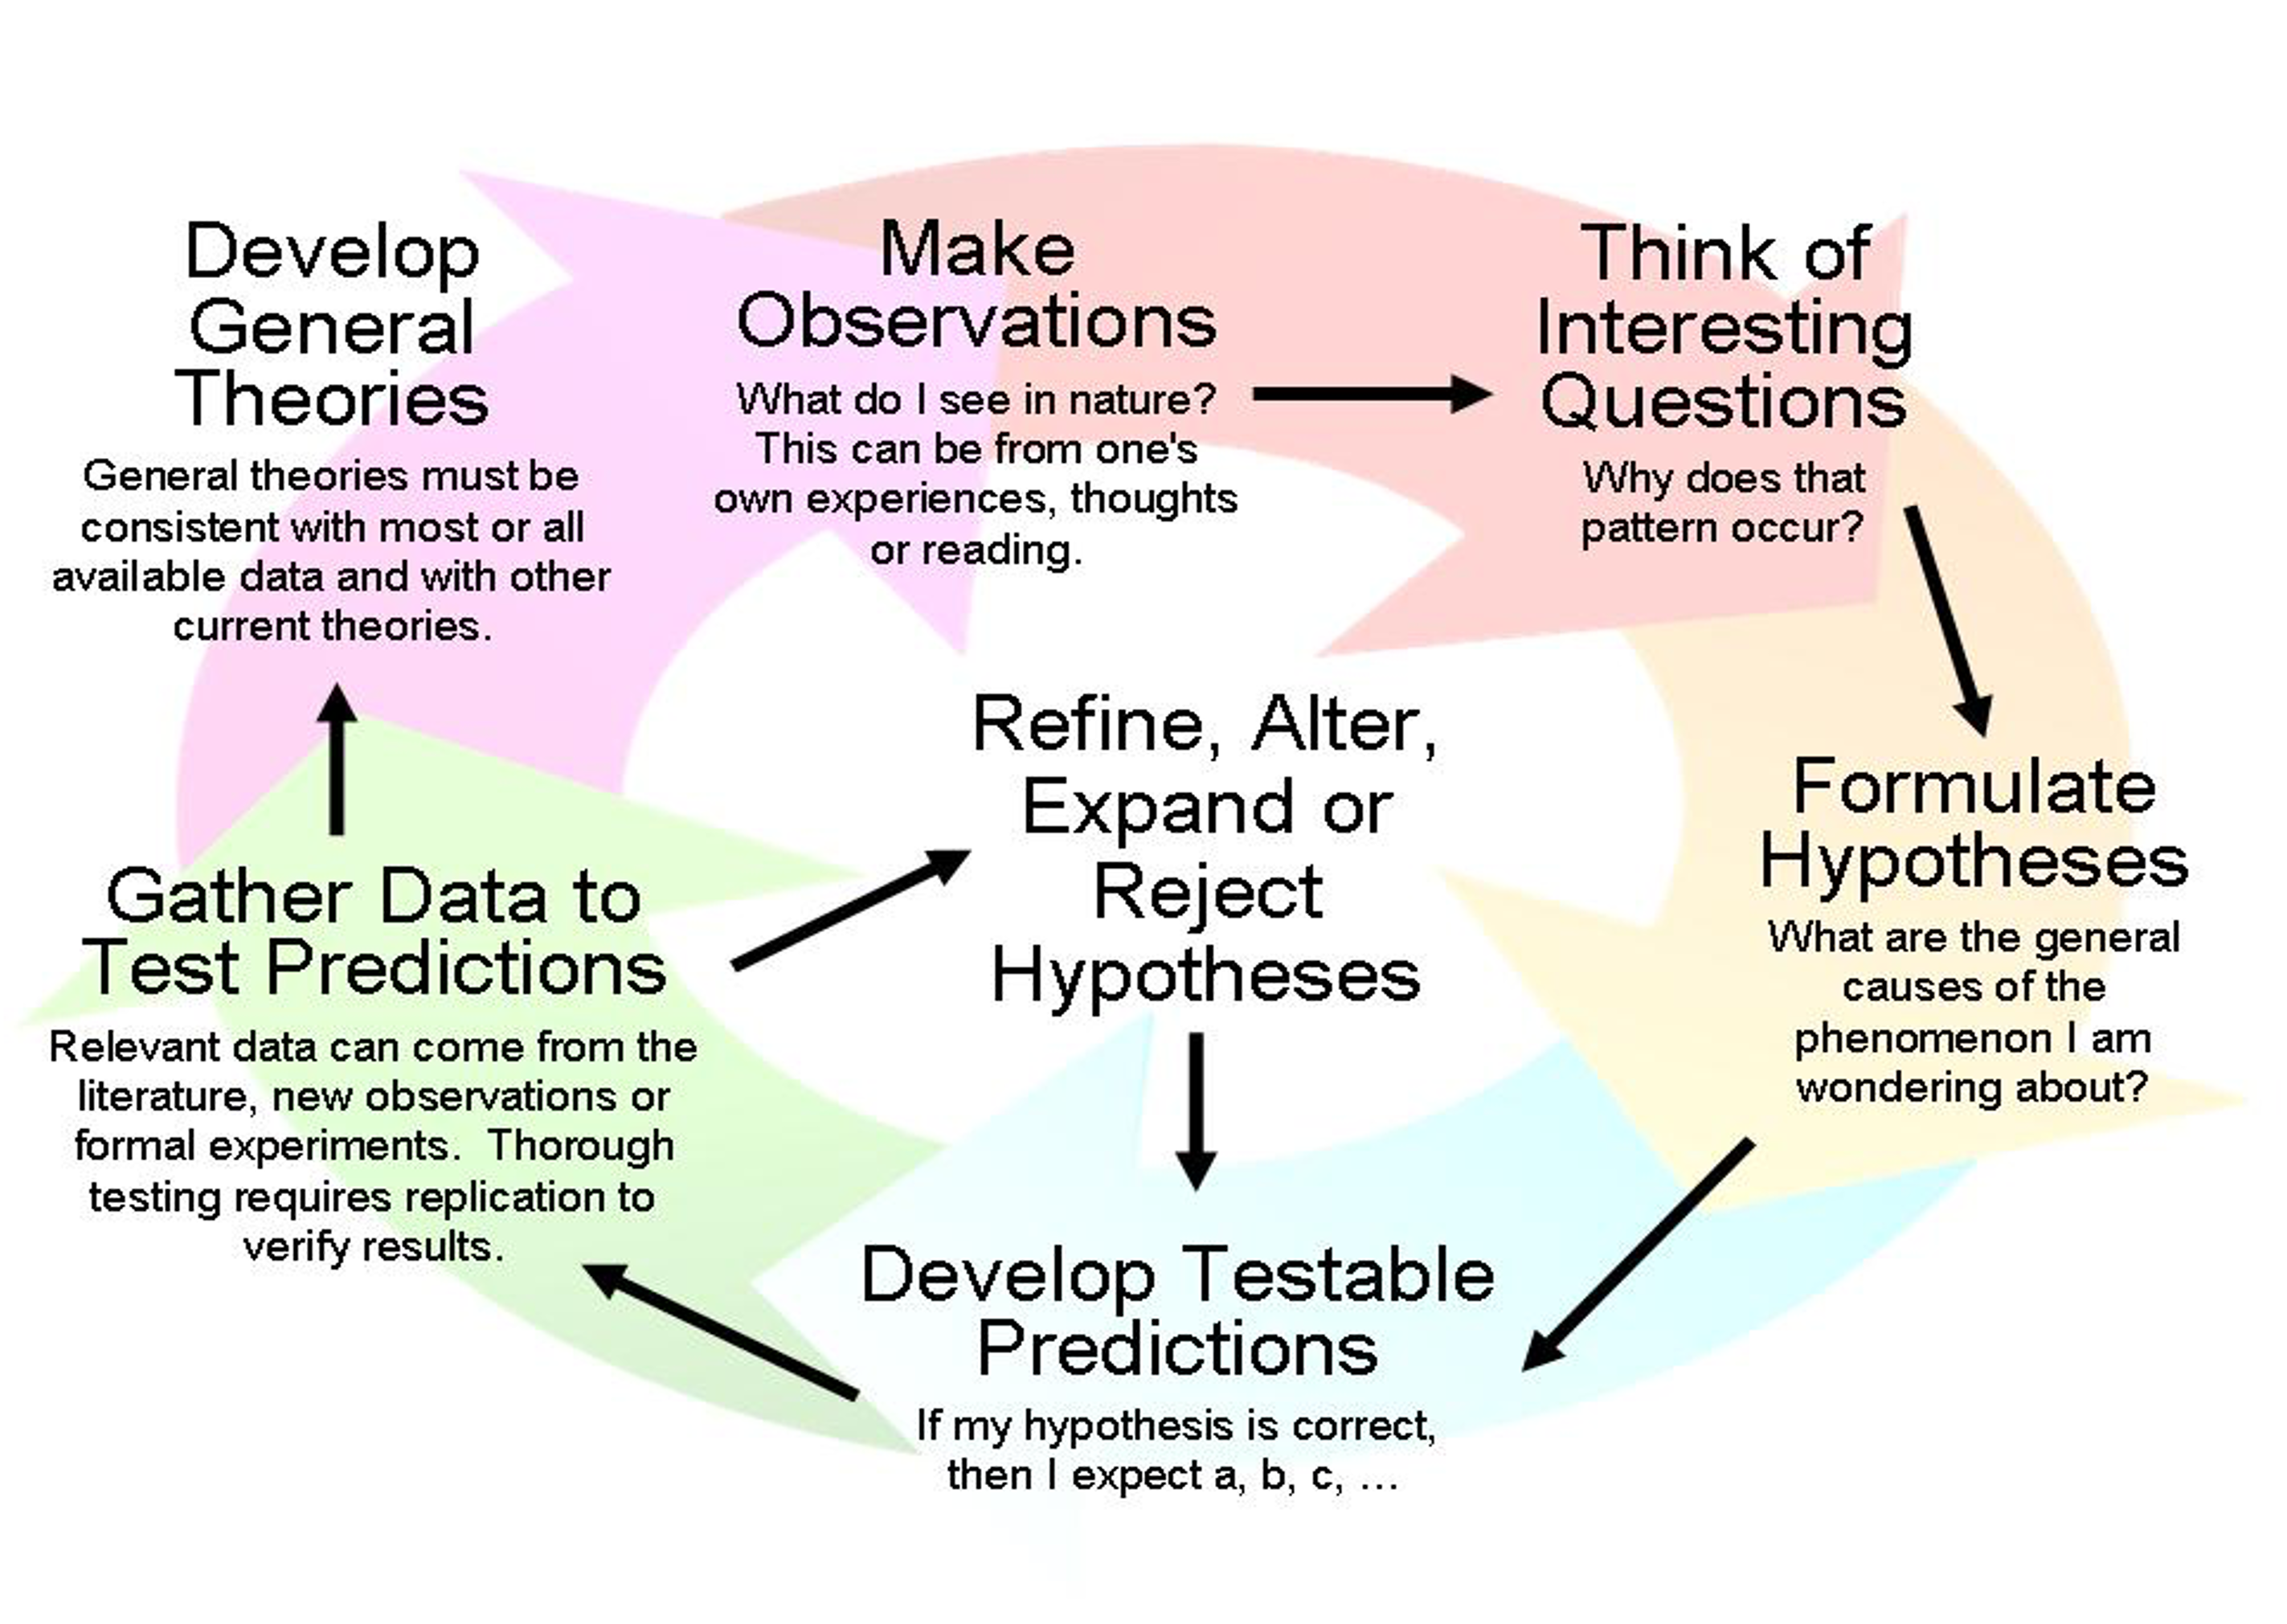 Develop
General
Theories
General theories must be
consistent with most or all
available data and with other
current theories.
Make
Observations
What do I see in nature?
This can be from one's
own experiences, thoughts
or reading.
Think of
Interesting
Questions
Why does that
pattern occur?
Formulate
Hypotheses
What are the general
causes of the
phenomenon I am
wondering about?
Refine, Alter,
Expand or
Reject
Hypotheses
Develop Testable
Predictions
If my hypothesis is correct,
then I expect a, b, c, ...
Gather Data to
Test Predictions
Relevant data can come from the
literature, new observations or
formal experiments.  Thorough
testing requires replication to
verify results.